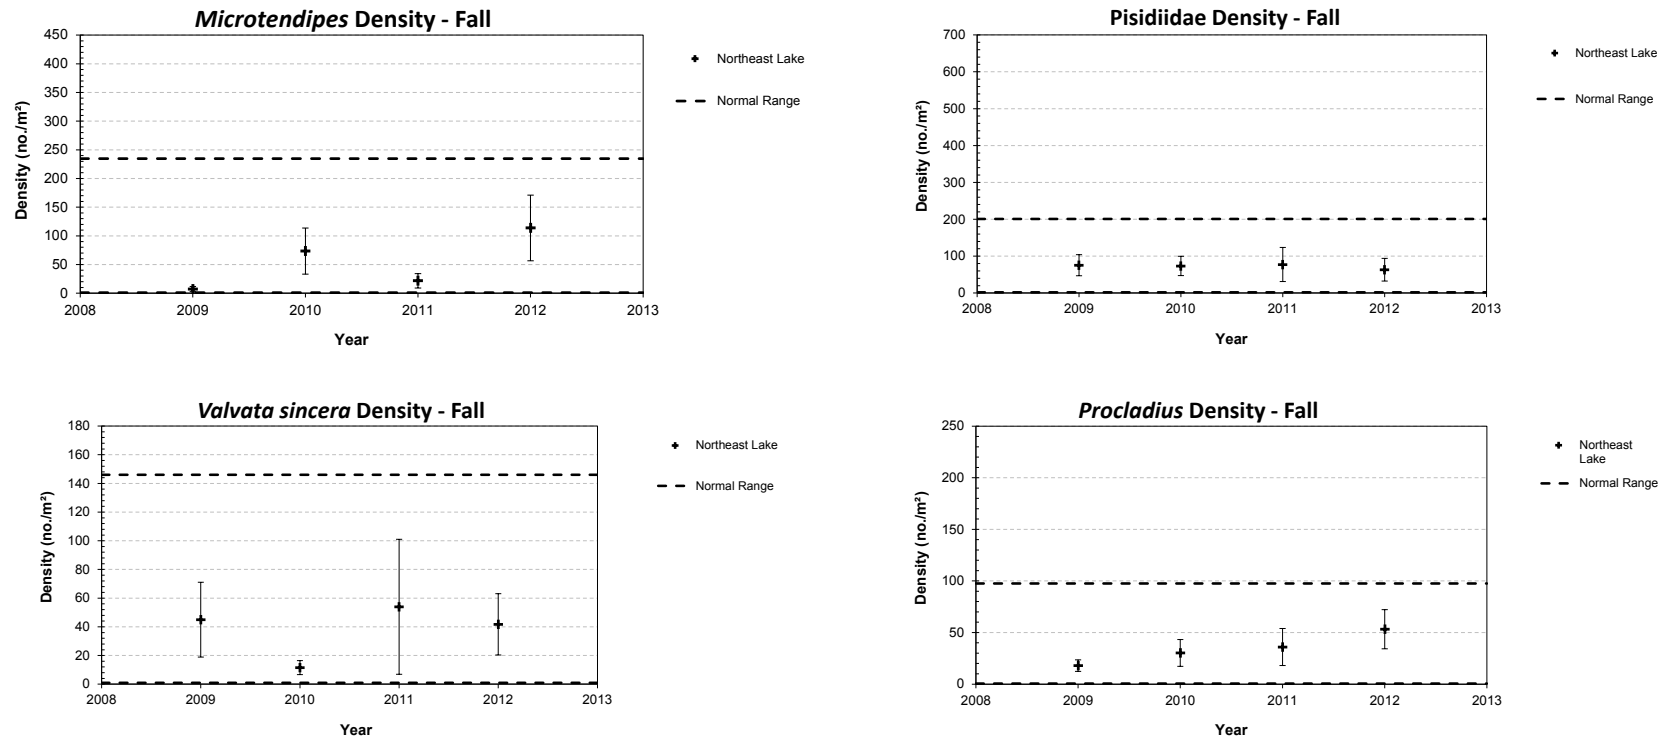 Microtendipes Density - Fall
450
400
350
300
250
200
150
100
50
0
2008 2009 2010 2011 2012 2013
Density (no./m²)
Year
Northeast Lake
Normal Range
Pisidiidae Density - Fall
700
600
500
400
300
200
100
0
2008 2009 2010 2011 2012 2013
Density (no./m²)
Year
Northeast Lake
Normal Range
Valvata sincera Density - Fall
180
160
140
120
100
80
60
40
20
0
2008 2009 2010 2011 2012 2013
Density (no./m²)
Year
Northeast Lake
Normal Range
Procladius Density - Fall
250
200
150
100
50
0
2008 2009 2010 2011 2012 2013
Density (no./m²)
Year
Northeast
Lake
Normal Range